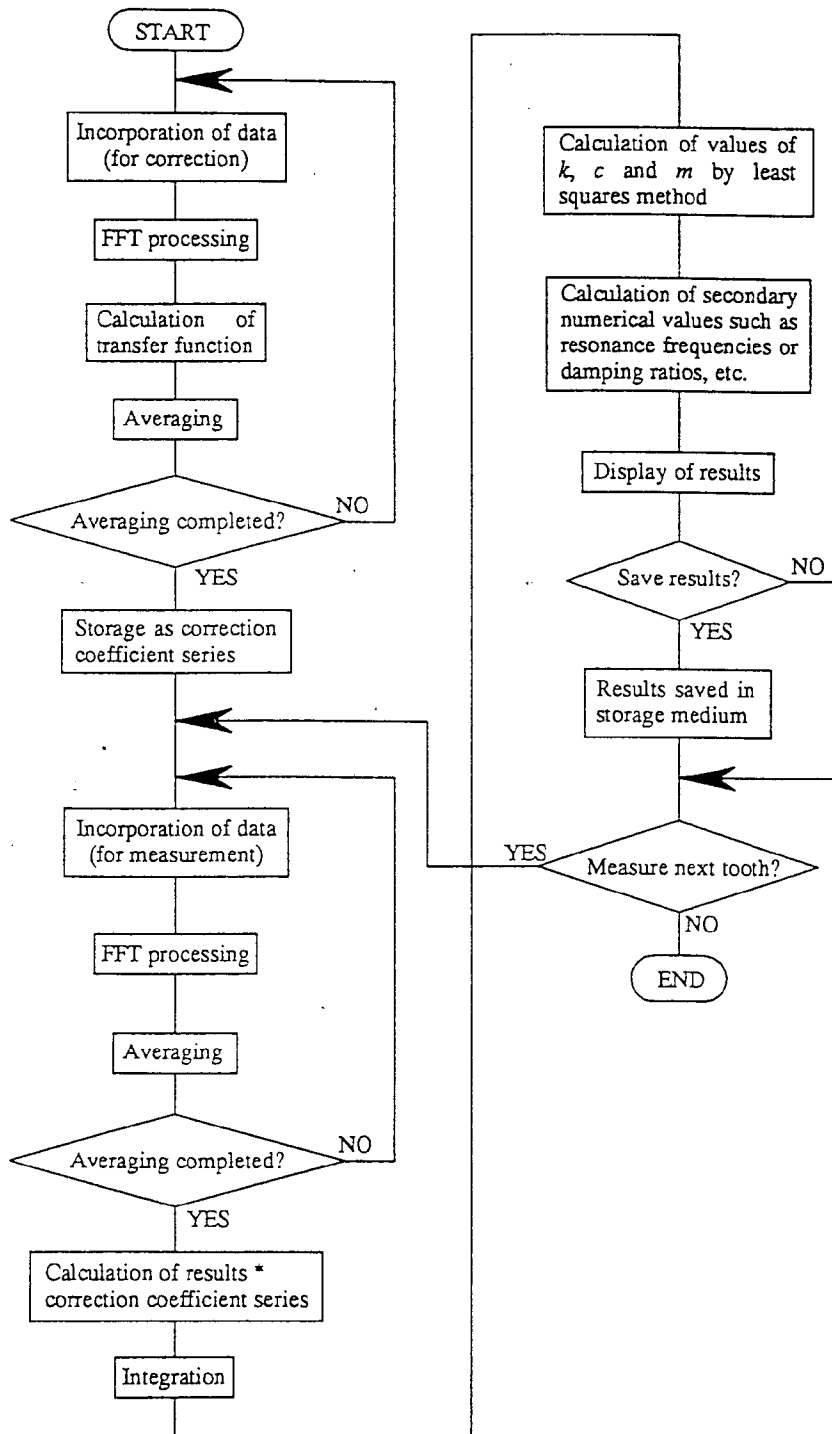 START
Incorporation of data
(for correction)
FFT processing
Calculation of
transfer function
Averaging
Averaging completed?
NO
YES
Storage as correction
coefficient series
Incorporation of data
(for measurement)
FFT processing
Averaging
Averaging completed?
NO
YES
Calculation of results *
correction coefficient series
Integration
Calculation of values of
k, c and m by least
squares method
Calculation of secondary
numerical values such as
resonance frequencies or
damping ratios, etc.
Display of results
Save results?
NO
YES
Results saved in
storage medium
Measure next tooth?
YES
NO
END